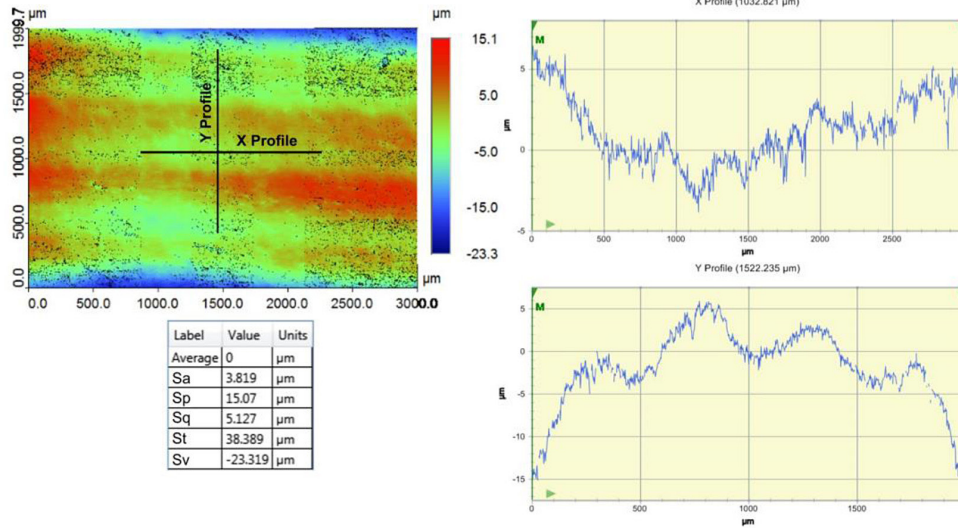 µm
1999.7
1500.0
1000.0
500.0
0.0
0.0 500.0 1000.0 1500.0 2000.0 2500.0 3000.0
Y Profile
X Profile
µm
15.1
5.0
-5.0
-15.0
-23.3
µm
Label Value Units
Average 0 µm
Sa 3.819 µm
Sp 15.07 µm
Sq 5.127 µm
St 38.389 µm
Sv -23.319 µm
X Profile (1032.821 µm)
M
5
0
-5
µm
0 500 1000 1500 2000 2500
µm
Y Profile (1522.235 µm)
M
5
0
-5
-10
-15
µm
0 500 1000 1500
µm